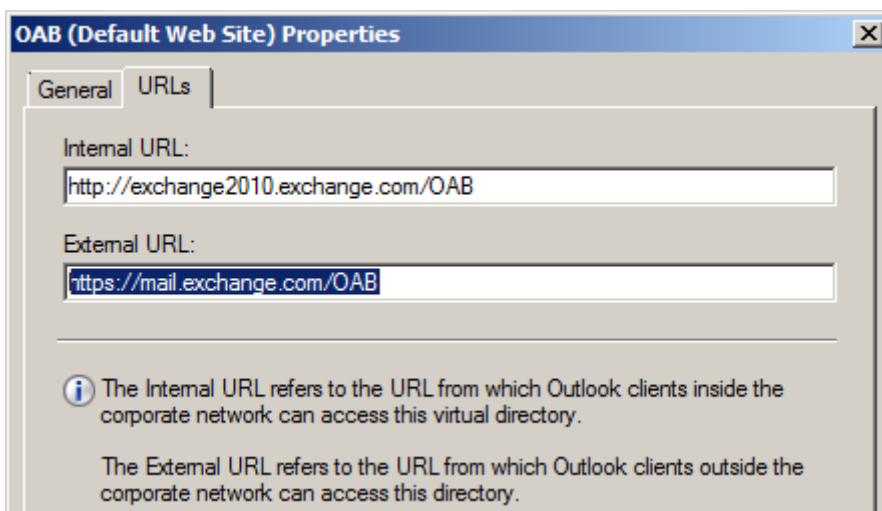 OAB (Default Web Site) Properties
General URLs
Internal URL:
http://exchange2010.exchange.com/OAB
External URL:
https://mail.exchange.com/OAB
The Internal URL refers to the URL from which Outlook clients inside the
corporate network can access this virtual directory.
The External URL refers to the URL from which Outlook clients outside the
corporate network can access this directory.